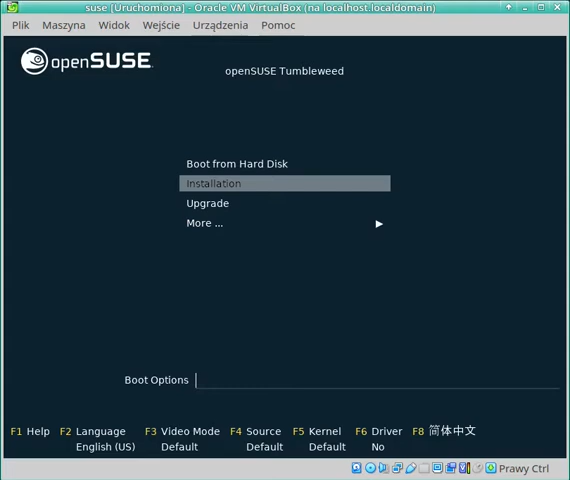 suse [Uruchomiona] - Oracle VM VirtualBox (na localhost.localdomain)
Plik Maszyna Widok Wejście Urządzenia Pomoc
openSUSE
openSUSE Tumbleweed
Boot from Hard Disk
Installation
Upgrade
More ...
Boot Options
F1 Help F2 Language F3 Video Mode F4 Source F5 Kernel F6 Driver F8 简体中文
English (US) Default Default Default No
Prawy Ctrl